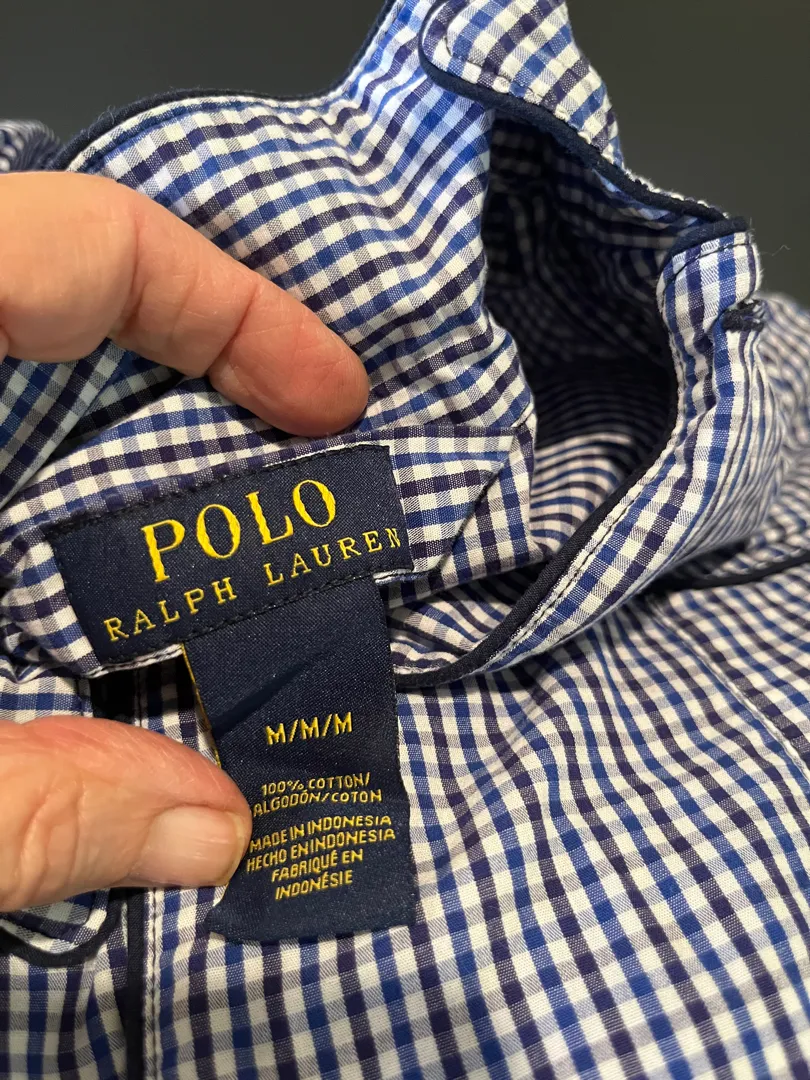 POLO
RALPH LAUREN
M/M/M
100% COTTON/
ALGODÓN/COTON
MADE IN INDONESIA
HECHO EN INDONESIA
FABRIQUÉ EN
INDONÉSIE